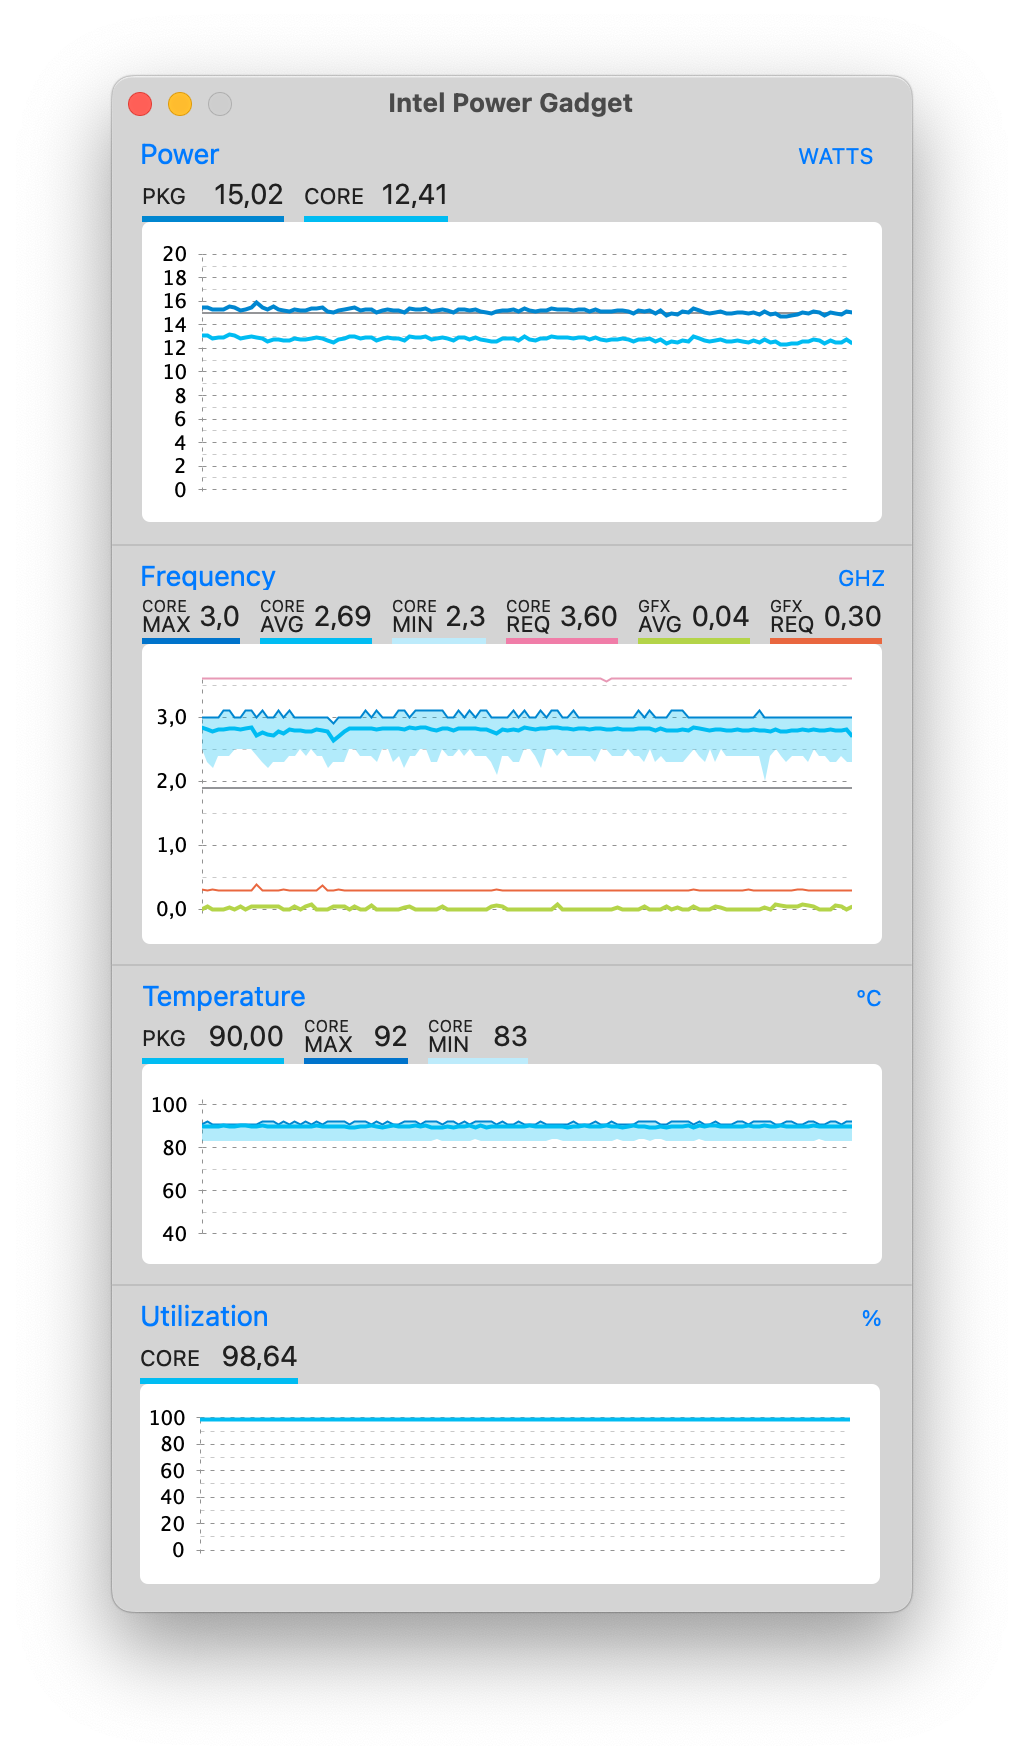 Intel Power Gadget
Power WATTS
PKG 15,02 CORE 12,41
20
18
16
14
12
10
8
6
4
2
0
Frequency GHZ
CORE MAX 3,0 CORE AVG 2,69 CORE MIN 2,3 CORE REQ 3,60 GFX AVG 0,04 GFX REQ 0,30
3,0
2,0
1,0
0,0
Temperature °C
PKG 90,00 CORE MAX 92 CORE MIN 83
100
80
60
40
Utilization %
CORE 98,64
100
80
60
40
20
0